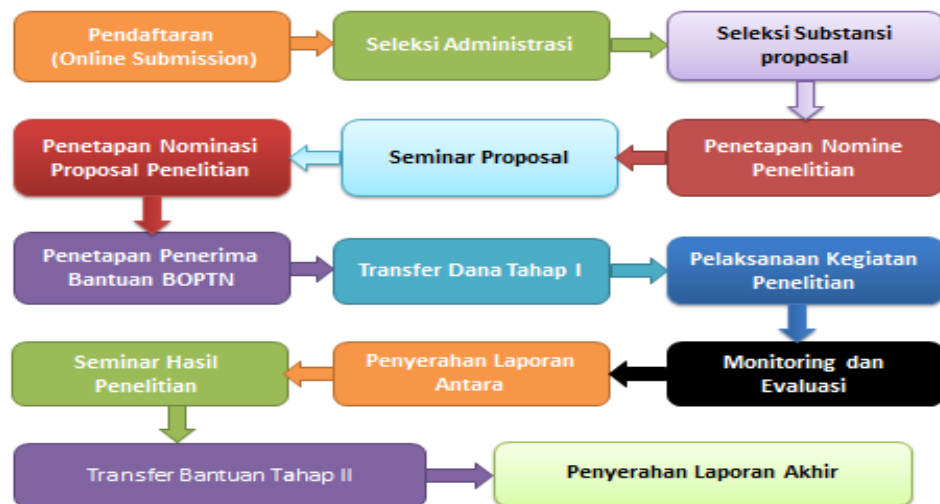 Pendaftaran
(Online Submission)
Seleksi Administrasi
Seleksi Substansi
proposal
Penetapan Nomine
Penelitian
Seminar Proposal
Penetapan Nominasi
Proposal Penelitian
Penetapan Penerima
Bantuan BOPTN
Transfer Dana Tahap I
Pelaksanaan Kegiatan
Penelitian
Monitoring dan
Evaluasi
Penyerahan Laporan
Antara
Seminar Hasil
Penelitian
Transfer Bantuan Tahap II
Penyerahan Laporan Akhir